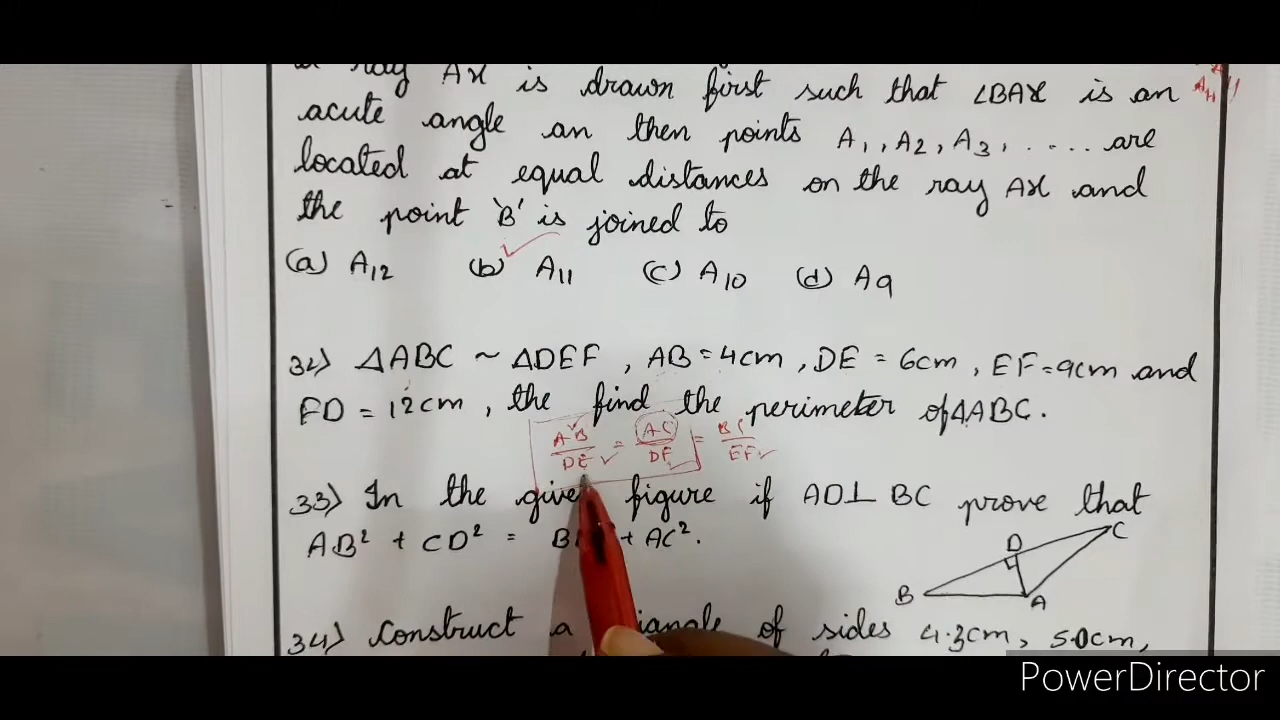 ray AX is drawn first such that ∠BAX is an
acute angle an then points A1, A2, A3, ..... are
located at equal distances on the ray AX and
the point 'B' is joined to
(a) A12 (b) A11 (c) A10 (d) A9
32) ΔABC ~ ΔDEF, AB = 4cm, DE = 6cm, EF = 9cm and
FD = 12cm, the find the perimeter of ΔABC.
AB/DE = AC/DF = BC/EF
33) In the given figure if AD⊥ BC prove that
AB² + CD² = + AC².
D C
B A
34) Construct a of sides 4.3cm, 5.0cm,
PowerDirector